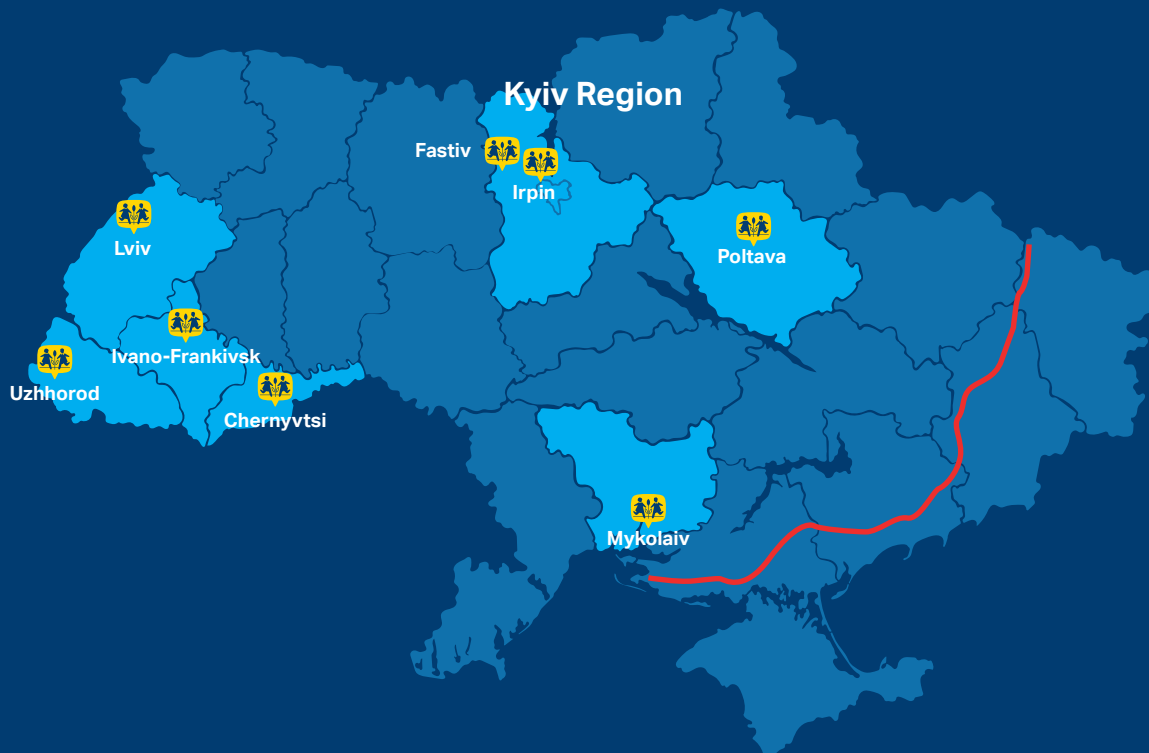 Kyiv Region
Fastiv
Irpin
Lviv
Poltava
Ivano-Frankivsk
Uzhhorod
Chernyvtsi
Mykolaiv